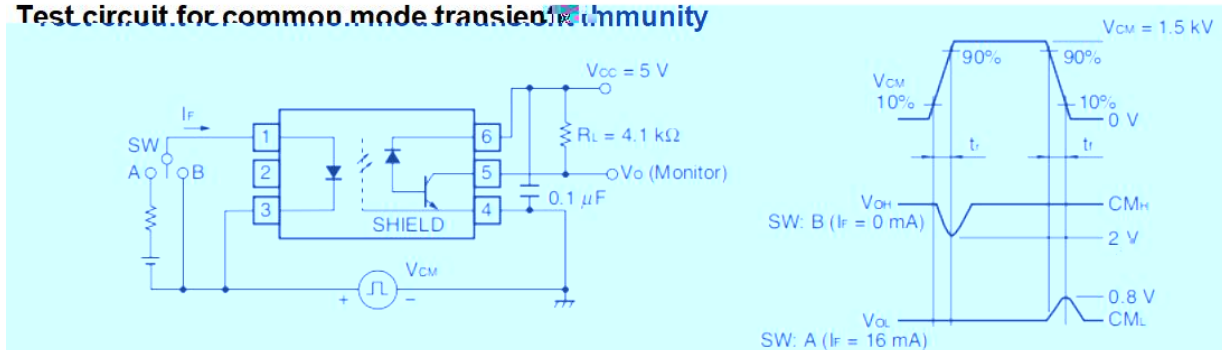 Test circuit for common mode transient immunity
VCC = 5 V
IF
SW
A
B
1
2
3
6
5
4
SHIELD
RL = 4.1 kΩ
VO (Monitor)
0.1 μF
VCM
+
−
VCM = 1.5 kV
90%
90%
VCM
10%
10%
0 V
tr
tf
VOH
CMH
SW: B (IF = 0 mA)
2 V
0.8 V
VOL
CML
SW: A (IF = 16 mA)